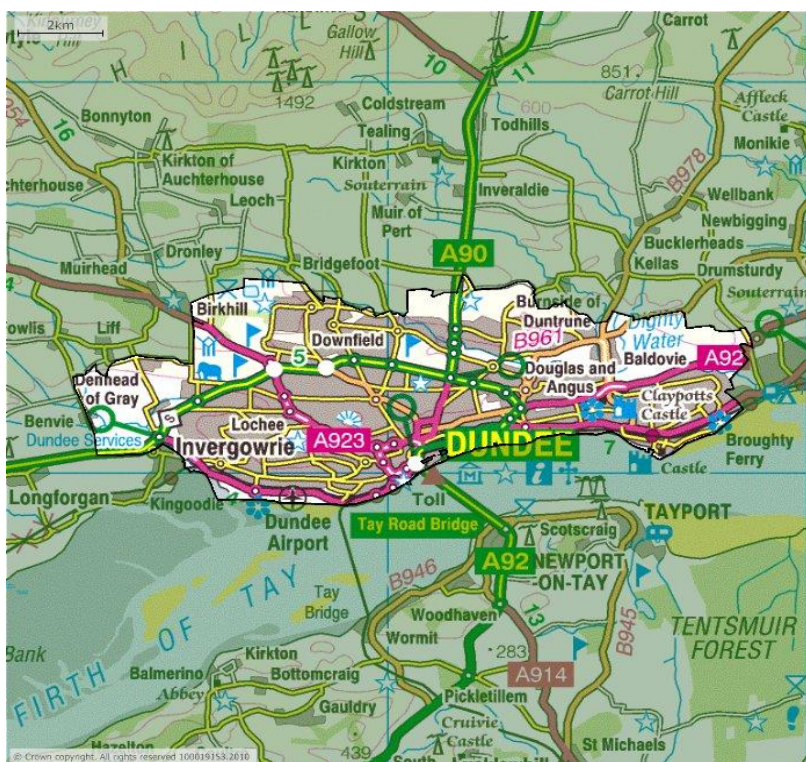 2km
Hill
H I L L S
Gallow
Hill
10
11
Carrot
851
Carrot Hill
1492
600
Bonnyton
16
Coldstream
Tealing
Todhills
Affleck
Castle
Monikie
Kirkton of
Auchterhouse
Kirkton
Souterrain
Inveraldie
B978
chterhouse
Leoch
Muir of
Pert
Wellbank
Newbigging
Dronley
A90
Bucklerheads
Muirhead
Bridgefoot
Kellas
Drumsturdy
Souterrain
Birkhill
Burnside of
Duntrune
Dighty
Water
owlis
Liff
Downfield
B961
5
Baldovie
A92
Denhead
of Gray
Douglas and
Angus
Claypotts
Castle
Benvie
S
Lochee
Dundee Services
Invergowrie
A923
DUNDEE
7
Broughty
Ferry
Castle
Longforgan
4
Kingoodie
Toll
TAYPORT
Dundee
Airport
Tay Road Bridge
Scotscraig
A92
NEWPORT
-ON-TAY
B946
Tay
Bridge
Woodhaven
13
B945
FIRTH OF TAY
Wormit
TENTSMUIR
FOREST
Bank
283
Kirkton
A914
Balmerino
Bottomcraig
Abbey
Pickletillem
Gauldry
Cruivie
Castle
439
St Michaels
South
© Crown copyright. All rights reserved 100019153.2010